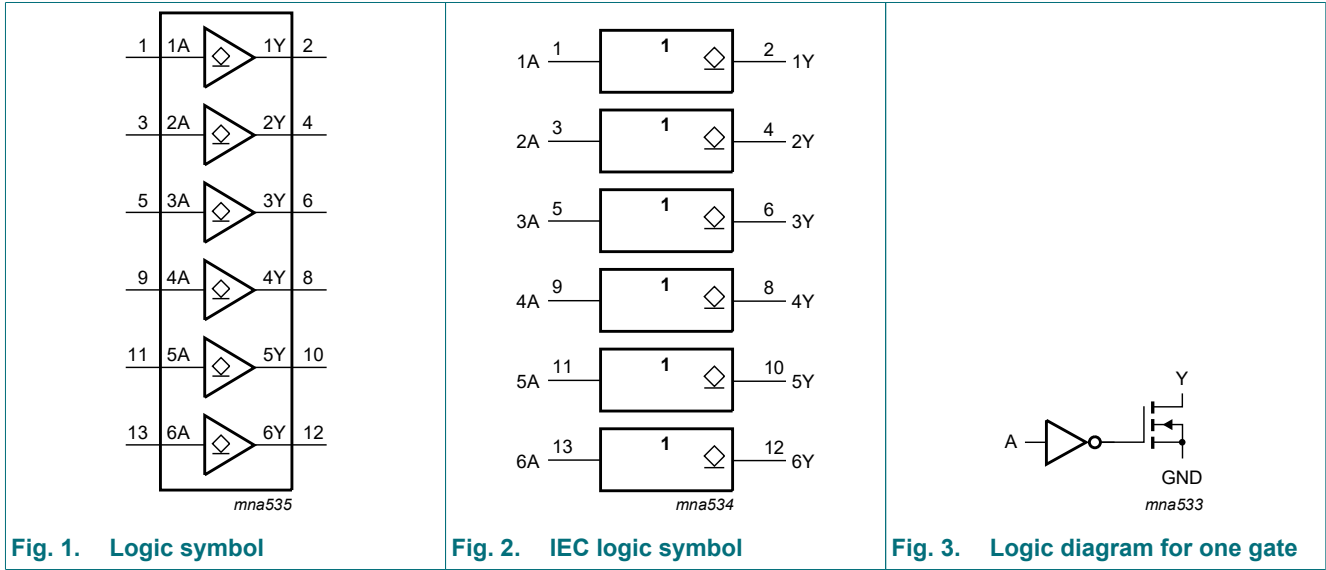 1 1A 1Y 2
3 2A 2Y 4
5 3A 3Y 6
9 4A 4Y 8
11 5A 5Y 10
13 6A 6Y 12
mna535
Fig. 1. Logic symbol
1A 1 1 2 1Y
2A 3 1 4 2Y
3A 5 1 6 3Y
4A 9 1 8 4Y
5A 11 1 10 5Y
6A 13 1 12 6Y
mna534
Fig. 2. IEC logic symbol
Y
A
GND
mna533
Fig. 3. Logic diagram for one gate